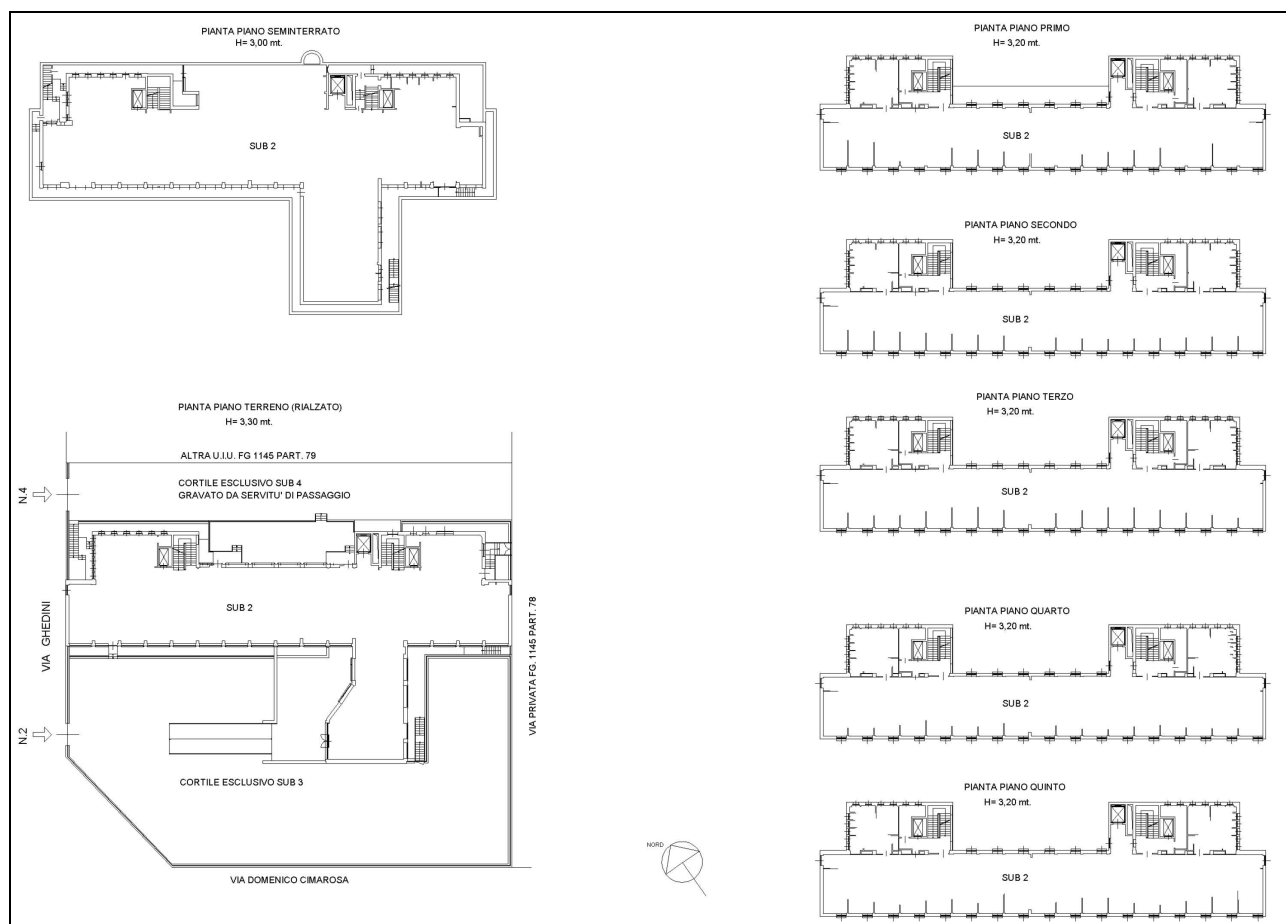 PIANTA PIANO SEMINTERRATO
H= 3,00 mt.
SUB 2
PIANTA PIANO TERRENO (RIALZATO)
H= 3,30 mt.
ALTRA U.I.U. FG 1145 PART. 79
CORTILE ESCLUSIVO SUB 4
GRAVATO DA SERVITU' DI PASSAGGIO
N.4
SUB 2
VIA GHEDINI
VIA PRIVATA FG. 1145 PART. 78
N.2
CORTILE ESCLUSIVO SUB 3
VIA DOMENICO CIMAROSA
NORD
PIANTA PIANO PRIMO
H= 3,20 mt.
SUB 2
PIANTA PIANO SECONDO
H= 3,20 mt.
SUB 2
PIANTA PIANO TERZO
H= 3,20 mt.
SUB 2
PIANTA PIANO QUARTO
H= 3,20 mt.
SUB 2
PIANTA PIANO QUINTO
H= 3,20 mt.
SUB 2